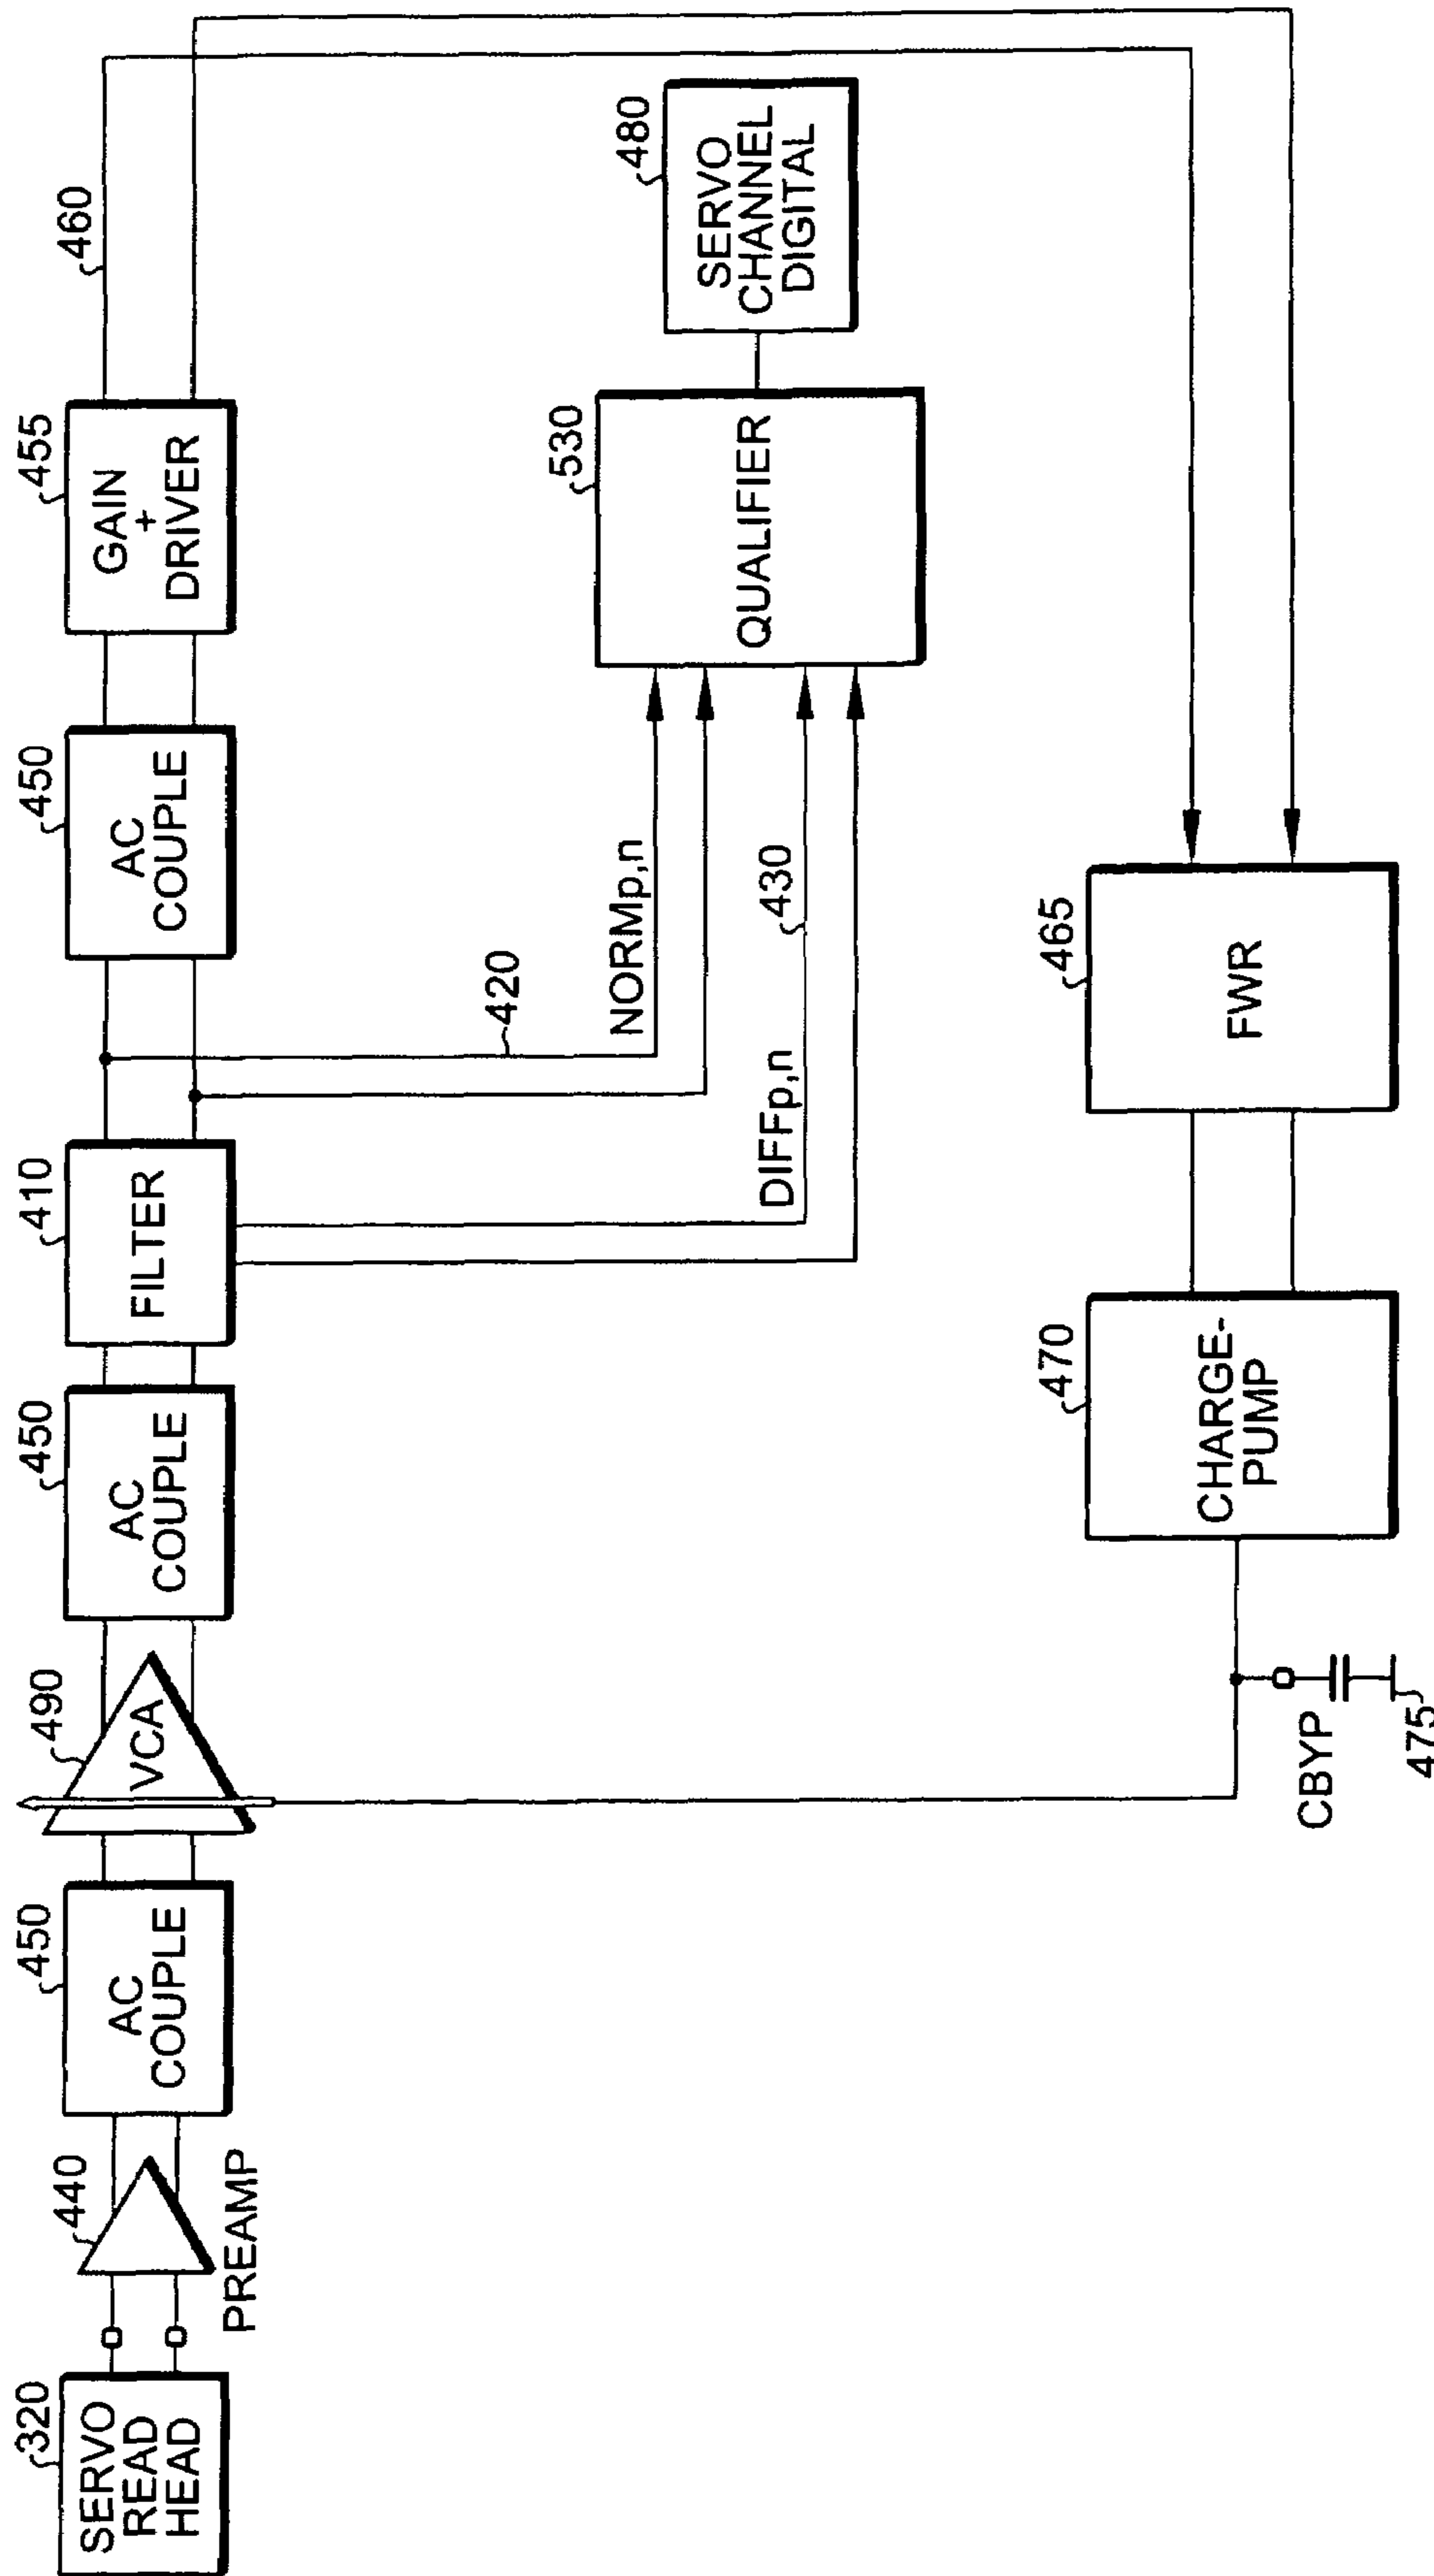 320
SERVO
READ
HEAD
440
PREAMP
450
AC
COUPLE
490
VCA
450
AC
COUPLE
410
FILTER
450
AC
COUPLE
455
GAIN
+
DRIVER
460
420
NORMp,n
DIFFp,n
430
530
QUALIFIER
480
SERVO
CHANNEL
DIGITAL
CBYP
475
470
CHARGE-
PUMP
465
FWR